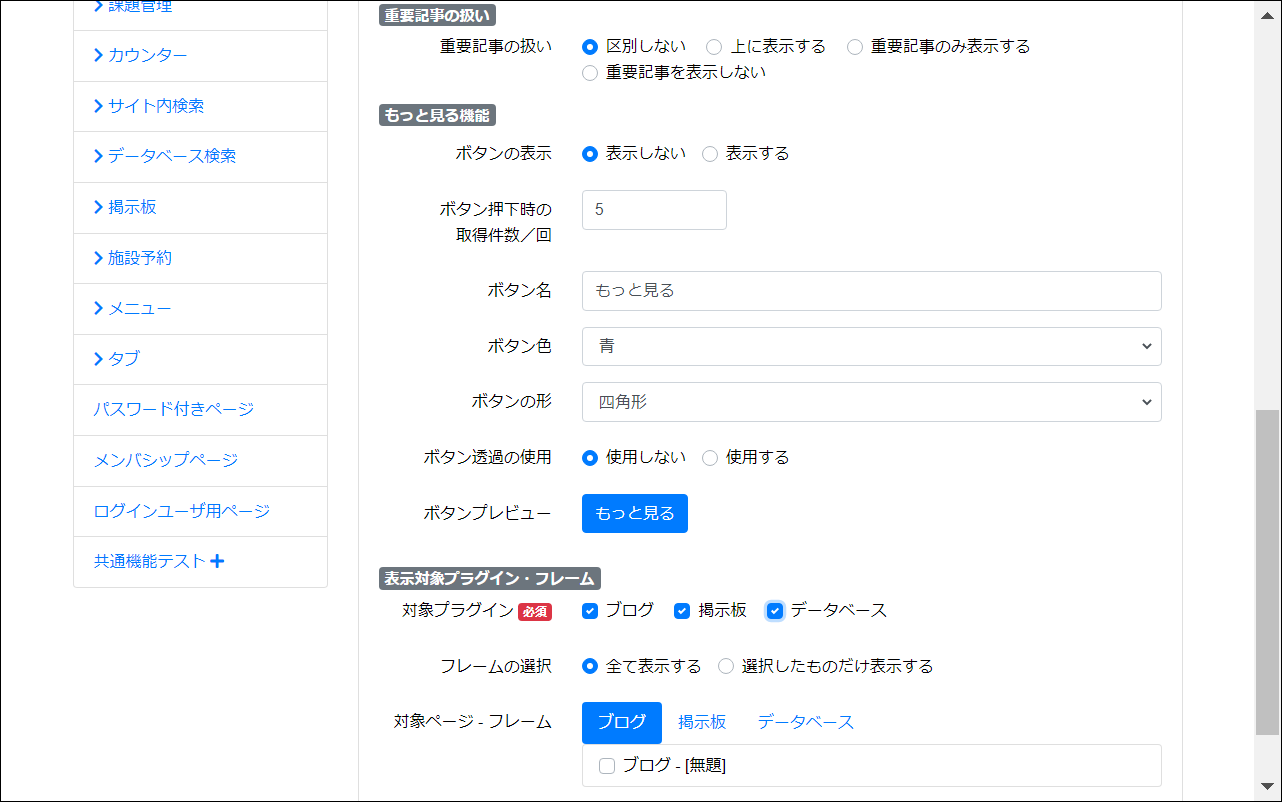 課題管理
カウンター
サイト内検索
データベース検索
掲示板
施設予約
メニュー
タブ
パスワード付きページ
メンバシップページ
ログインユーザ用ページ
共通機能テスト
重要記事の扱い
重要記事の扱い 区別しない 上に表示する 重要記事のみ表示する
重要記事を表示しない
もっと見る機能
ボタンの表示 表示しない 表示する
ボタン押下時の
取得件数／回 5
ボタン名 もっと見る
ボタン色 青
ボタンの形 四角形
ボタン透過の使用 使用しない 使用する
ボタンプレビュー もっと見る
表示対象プラグイン・フレーム
対象プラグイン 必須 ブログ 掲示板 データベース
フレームの選択 全て表示する 選択したものだけ表示する
対象ページ - フレーム ブログ 掲示板 データベース
ブログ - [無題]